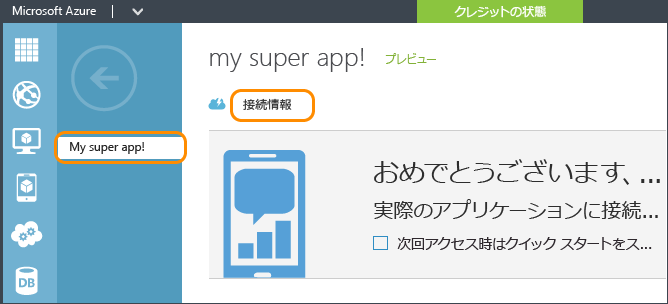 Microsoft Azure
クレジットの状態
my super app! プレビュー
接続情報
My super app!
おめでとうございます、...
実際のアプリケーションに接続...
次回アクセス時はクイック スタートをス...
DB